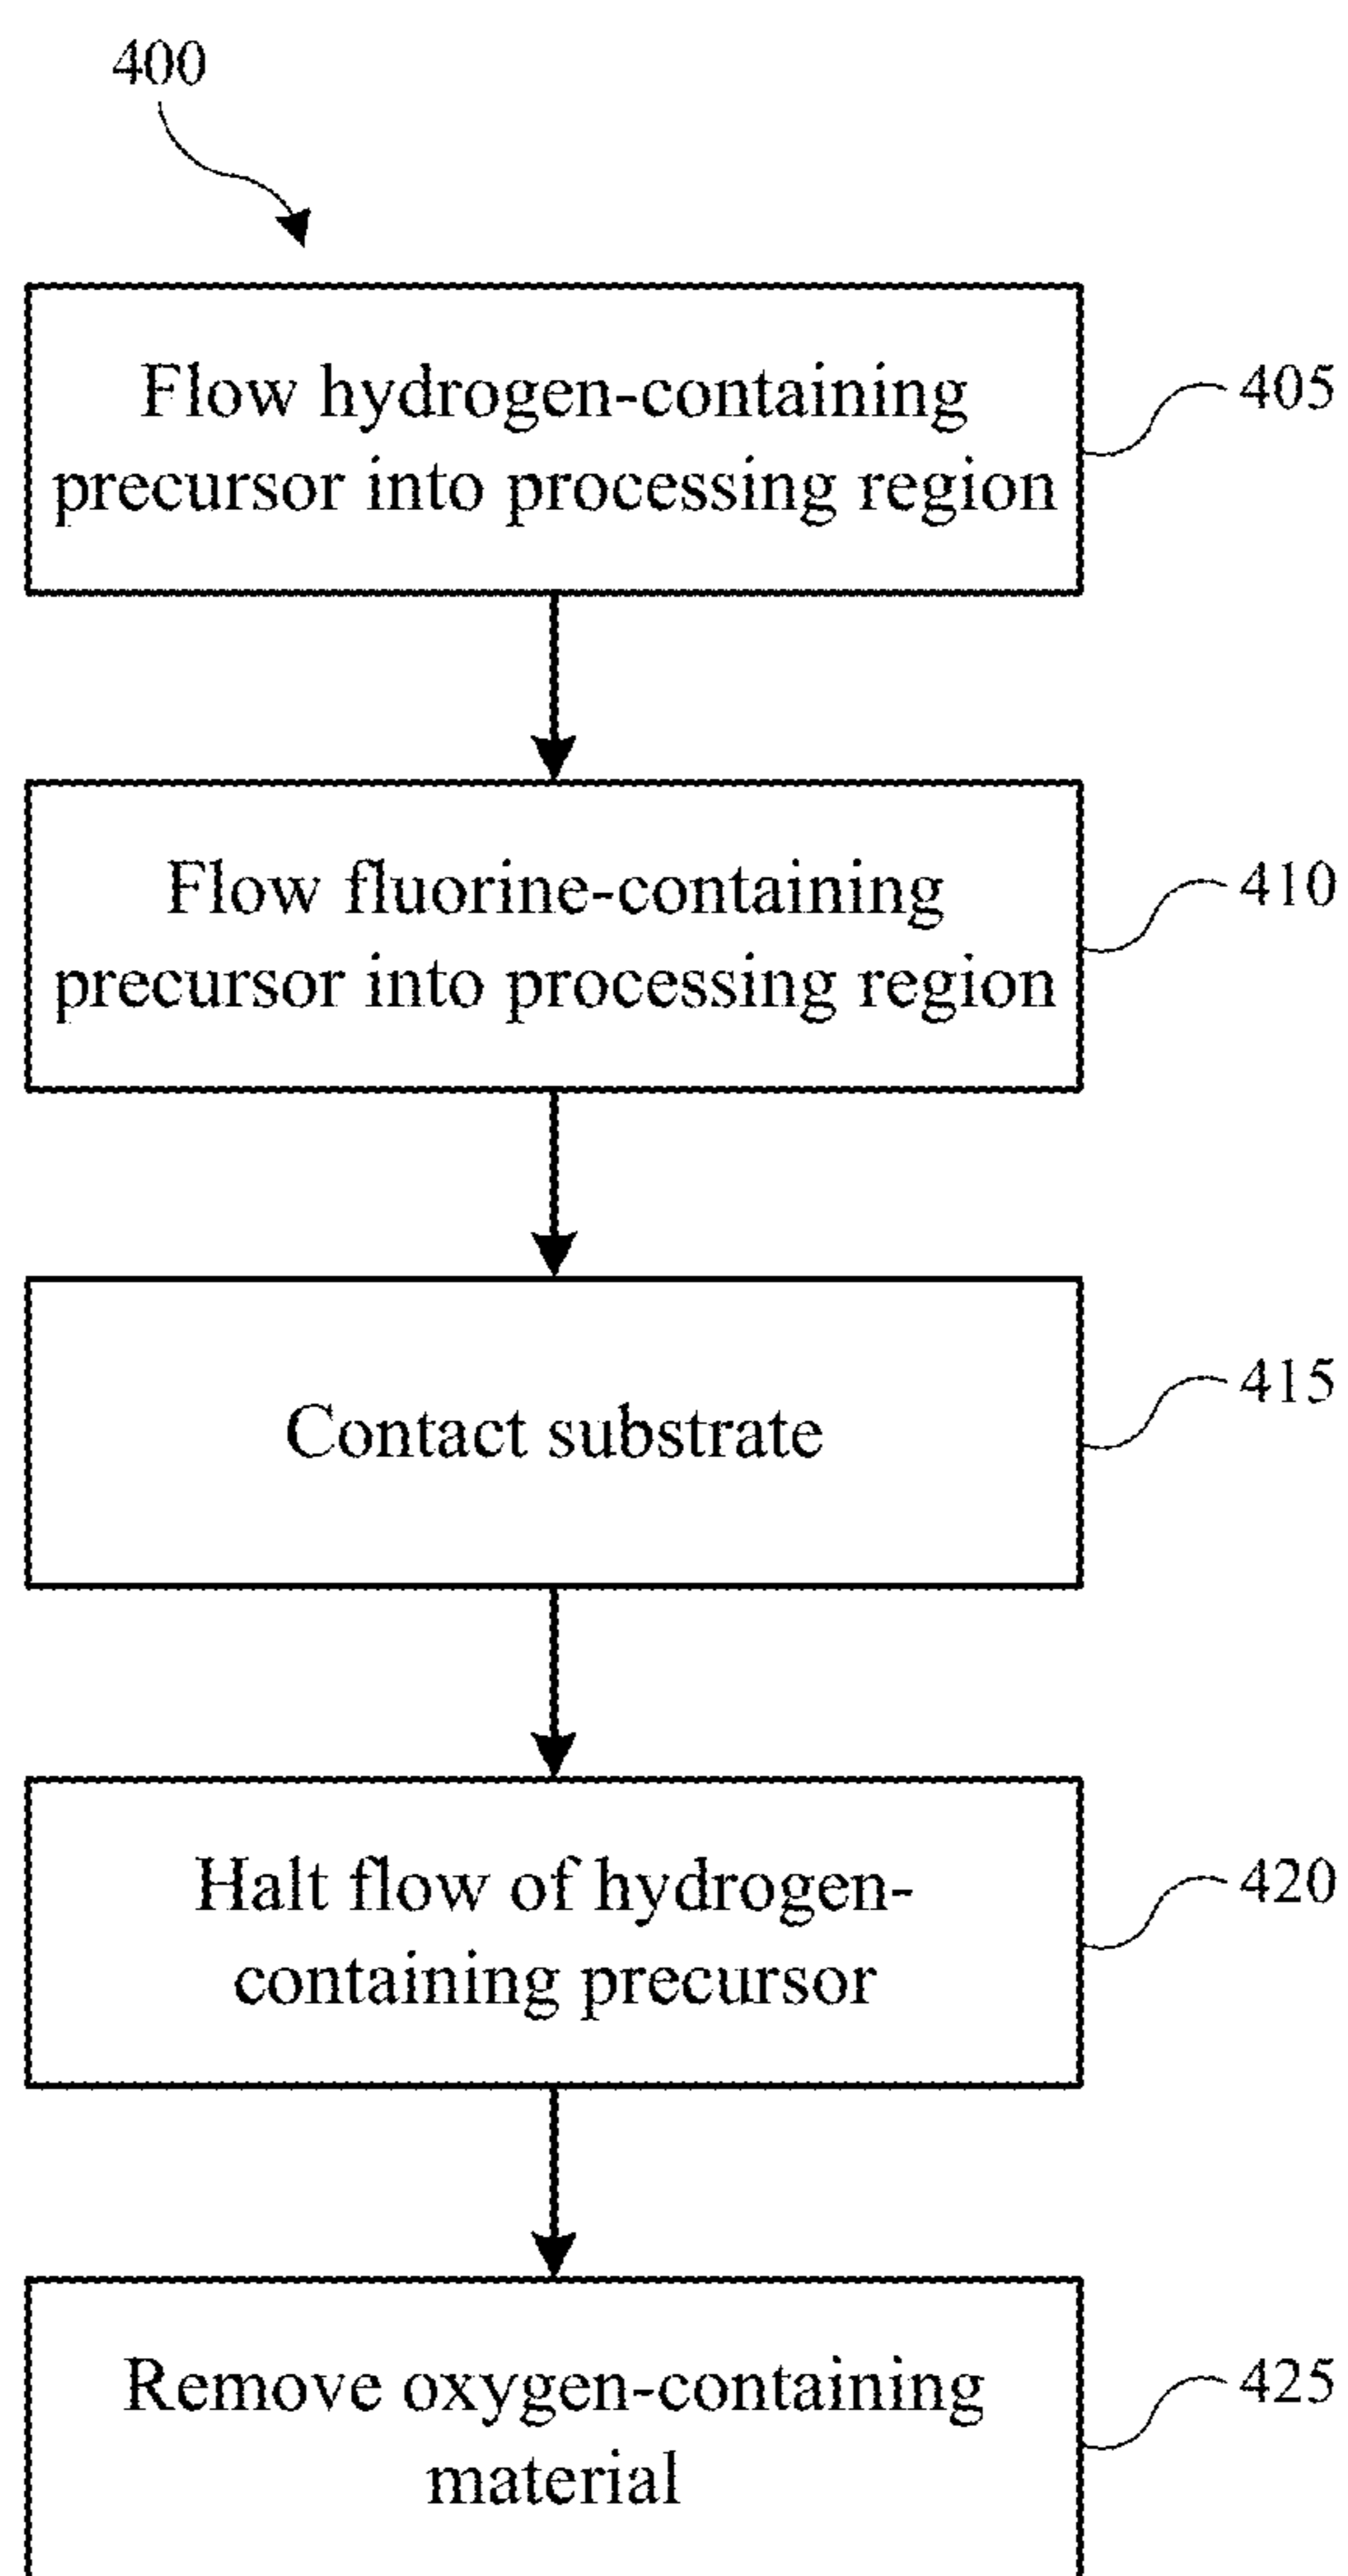 400
Flow hydrogen-containing
precursor into processing region
405
Flow fluorine-containing
precursor into processing region
410
Contact substrate
415
Halt flow of hydrogen-
containing precursor
420
Remove oxygen-containing
material
425